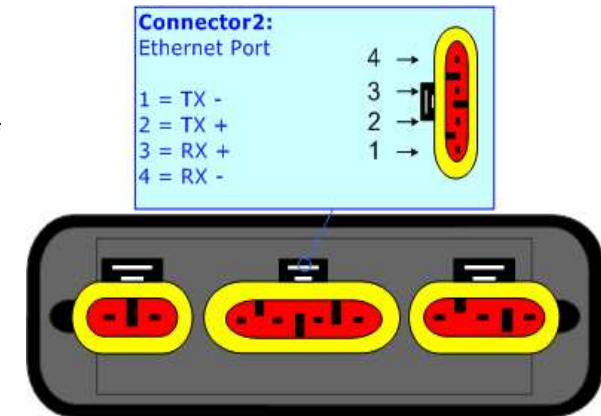 Connector2:
Ethernet Port
1 = TX -
2 = TX +
3 = RX +
4 = RX -
4 →
3 →
2 →
1 →